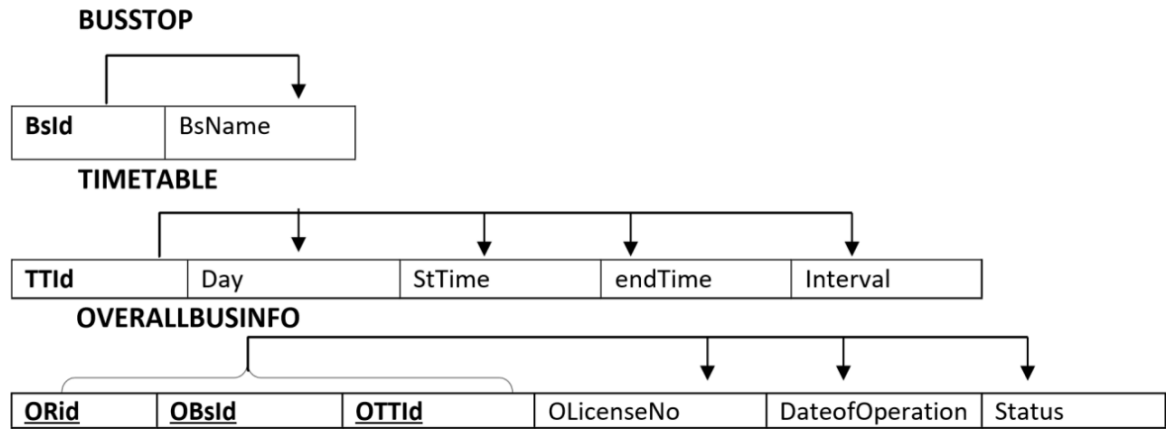 BUSSTOP
BsId BsName
TIMETABLE
TTId Day StTime endTime Interval
OVERALLBUSINFO
ORid OBsId OTTId OLicenseNo DateofOperation Status